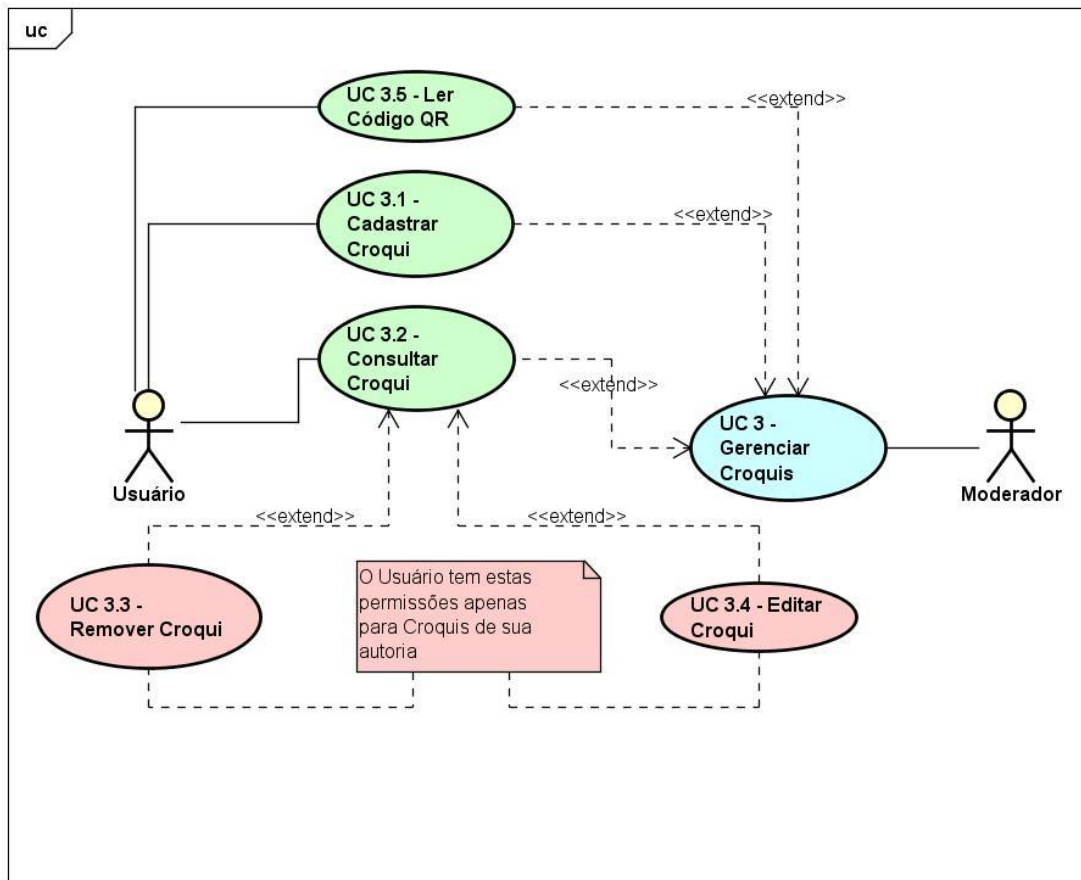 uc
UC 3.5 - Ler
Código QR
<<extend>>
UC 3.1 -
Cadastrar
Croqui
<<extend>>
UC 3.2 -
Consultar
Croqui
<<extend>>
UC 3 -
Gerenciar
Croquis
Usuário
Moderador
<<extend>>
<<extend>>
UC 3.3 -
Remover Croqui
O Usuário tem estas
permissões apenas
para Croquis de sua
autoria
UC 3.4 - Editar
Croqui